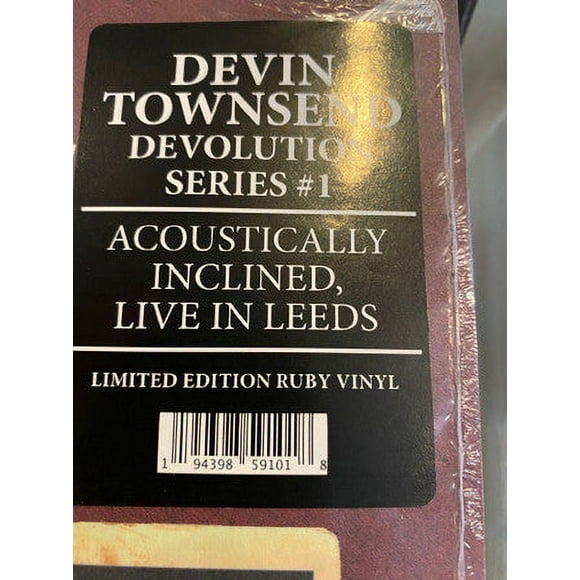 DEVIN
TOWNSEND
DEVOLUTION
SERIES #1
ACOUSTICALLY
INCLINED,
LIVE IN LEEDS
LIMITED EDITION RUBY VINYL
1 94398 59101 8